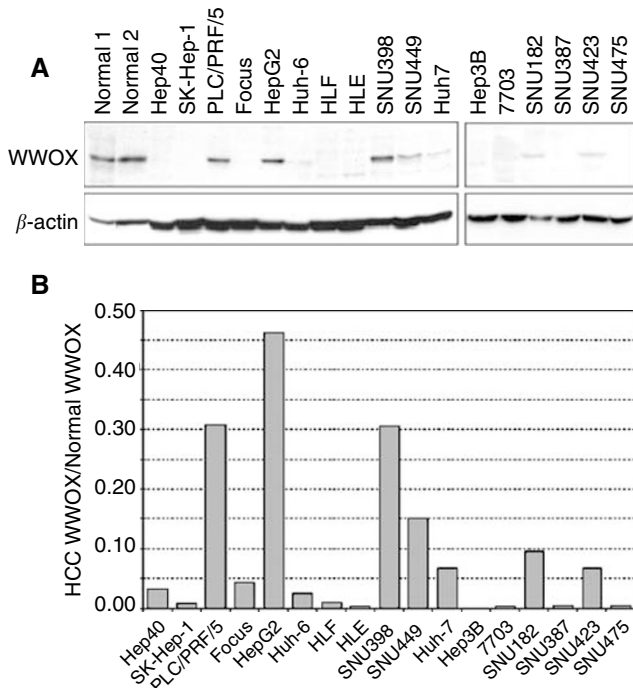 A
Normal 1
Normal 2
Hep40
SK-Hep-1
PLC/PRF/5
Focus
HepG2
Huh-6
HLF
HLE
SNU398
SNU449
Huh7
Hep3B
7703
SNU182
SNU387
SNU423
SNU475
WWOX
β-actin
B
HCC WWOX/Normal WWOX
0.50
0.40
0.30
0.20
0.10
0.00
Hep40
SK-Hep-1
PLC/PRF/5
Focus
HepG2
Huh-6
HLF
HLE
SNU398
SNU449
Huh-7
Hep3B
7703
SNU182
SNU387
SNU423
SNU475